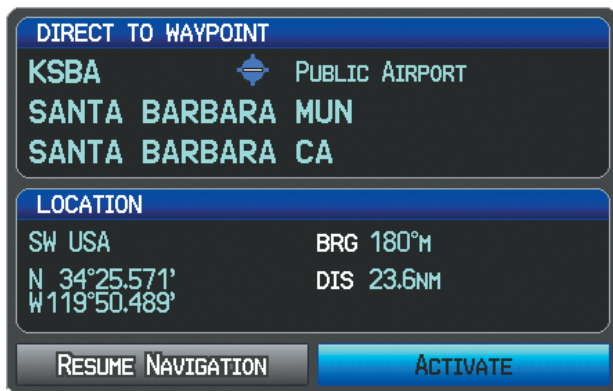 DIRECT TO WAYPOINT
KSBA PUBLIC AIRPORT
SANTA BARBARA MUN
SANTA BARBARA CA
LOCATION
SW USA BRG 180°M
N 34°25.571' DIS 23.6NM
W119°50.489'
RESUME NAVIGATION ACTIVATE